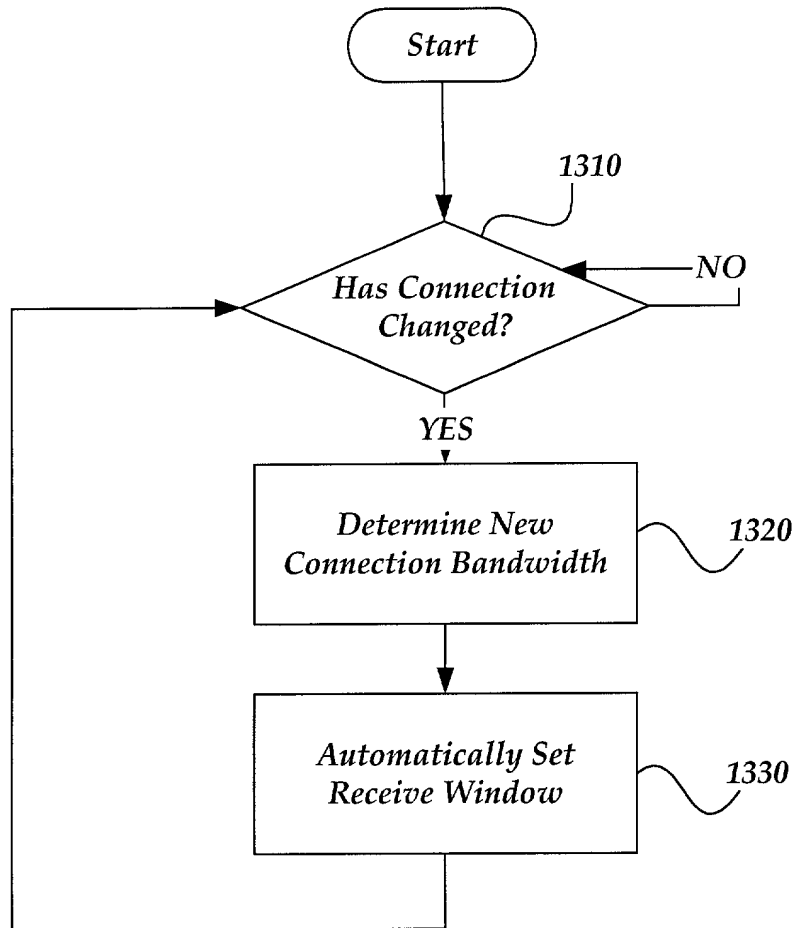 Start
1310
NO
Has Connection
Changed?
YES
Determine New
Connection Bandwidth
1320
Automatically Set
Receive Window
1330